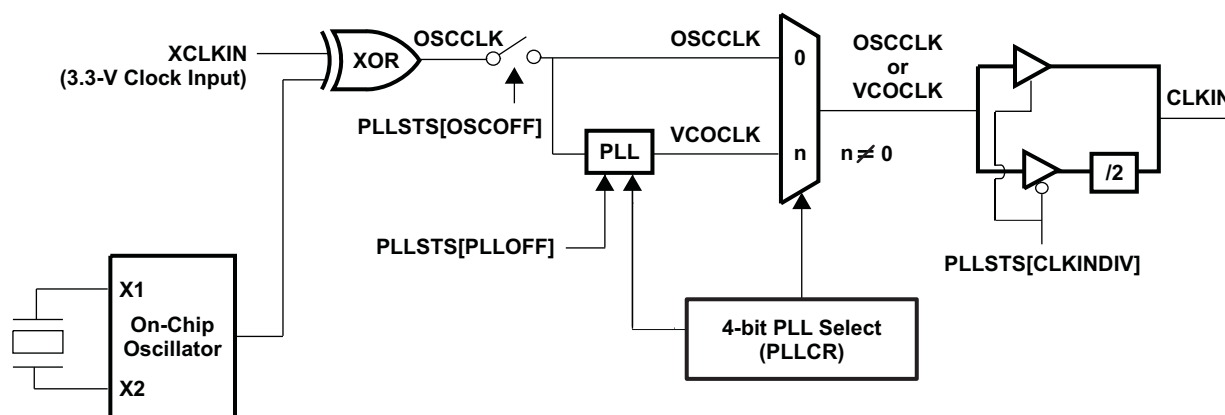 XCLKIN
(3.3-V Clock Input)
XOR
OSCCLK
PLLSTS[OSCOFF]
OSCCLK
0
OSCCLK
or
VCOCLK
CLKIN
PLL
VCOCLK
n
n ≠ 0
/2
PLLSTS[PLLOFF]
PLLSTS[CLKINDIV]
X1
On-Chip
Oscillator
X2
4-bit PLL Select
(PLLCR)